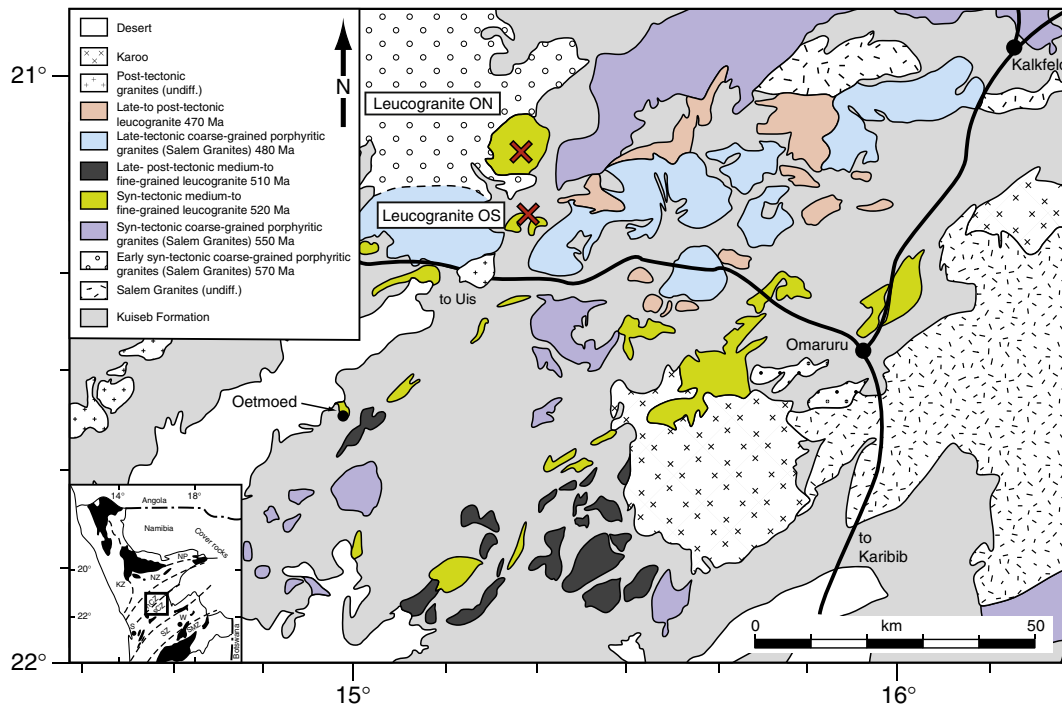 Desert
Karoo
Post-tectonic
granites (undiff.)
Late-to post-tectonic
leucogranite 470 Ma
Late-tectonic coarse-grained porphyritic
granites (Salem Granites) 480 Ma
Late- post-tectonic medium-to
fine-grained leucogranite 510 Ma
Syn-tectonic medium-to
fine-grained leucogranite 520 Ma
Syn-tectonic coarse-grained porphyritic
granites (Salem Granites) 550 Ma
Early syn-tectonic coarse-grained porphyritic
granites (Salem Granites) 570 Ma
Salem Granites (undiff.)
Kuiseb Formation
N
21°
Leucogranite ON
Leucogranite OS
Kalkfeld
to Uis
Omaruru
Oetmoed
to
Karibib
14° 18°
Angola
Namibia
Cover rocks
NP
KZ NZ
20°
22°
S
SZ
W
SMZ
Botswana
0 km 50
22°
15° 16°